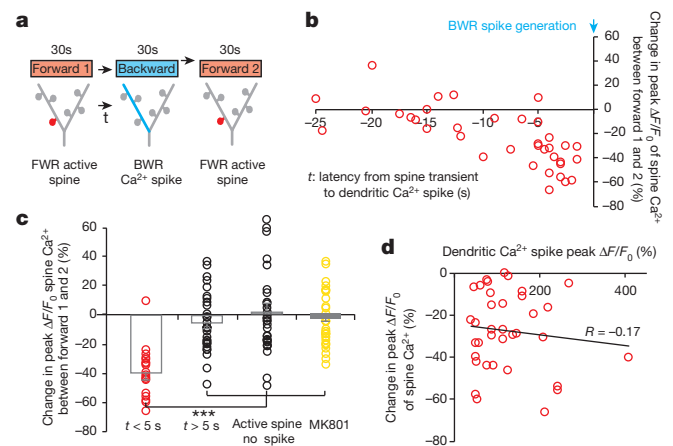 a
30s 30s 30s
Forward 1 Backward Forward 2
t
FWR active spine
BWR Ca²⁺ spike
FWR active spine
b
BWR spike generation
60
40
20
0
−20
−40
−60
−80
-25 -20 -15 -10 -5
Change in peak ΔF/F₀ of spine Ca²⁺ between forward 1 and 2 (%)
t: latency from spine transient
to dendritic Ca²⁺ spike (s)
c
Change in peak ΔF/F₀ spine Ca²⁺ between forward 1 and 2 (%)
60
40
20
0
−20
−40
−60
−80
***
t < 5 s t > 5 s Active spine no spike MK801
d
Dendritic Ca²⁺ spike peak ΔF/F₀ (%)
0 200 400
−20
−40
−60
−80
Change in peak ΔF/F₀ of spine Ca²⁺ (%)
R = −0.17